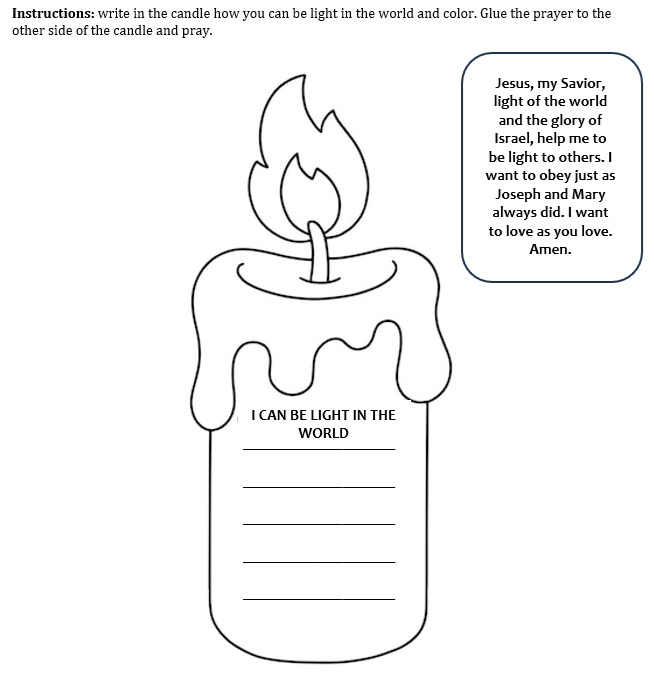 Instructions: write in the candle how you can be light in the world and color. Glue the prayer to the
other side of the candle and pray.
Jesus, my Savior,
light of the world
and the glory of
Israel, help me to
be light to others. I
want to obey just as
Joseph and Mary
always did. I want
to love as you love.
Amen.
I CAN BE LIGHT IN THE
WORLD